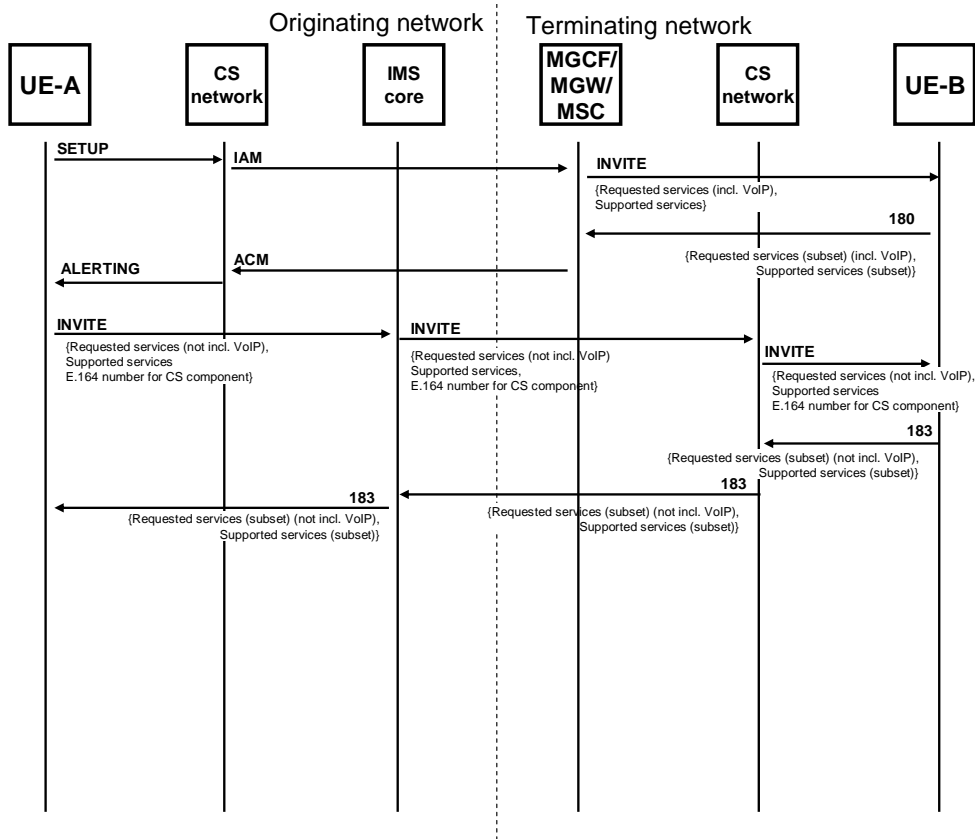 Originating network
Terminating network
UE-A
CS
network
IMS
core
MGCF/
MGW/
MSC
CS
network
UE-B
SETUP
IAM
INVITE
{Requested services (incl. VoIP),
Supported services}
180
{Requested services (subset) (incl. VoIP),
Supported services (subset)}
ACM
ALERTING
INVITE
{Requested services (not incl. VoIP),
Supported services
E.164 number for CS component}
INVITE
{Requested services (not incl. VoIP)
Supported services,
E.164 number for CS component}
INVITE
{Requested services (not incl. VoIP),
Supported services
E.164 number for CS component}
183
{Requested services (subset) (not incl. VoIP),
Supported services (subset)}
183
{Requested services (subset) (not incl. VoIP),
Supported services (subset)}
183
{Requested services (subset) (not incl. VoIP),
Supported services (subset)}